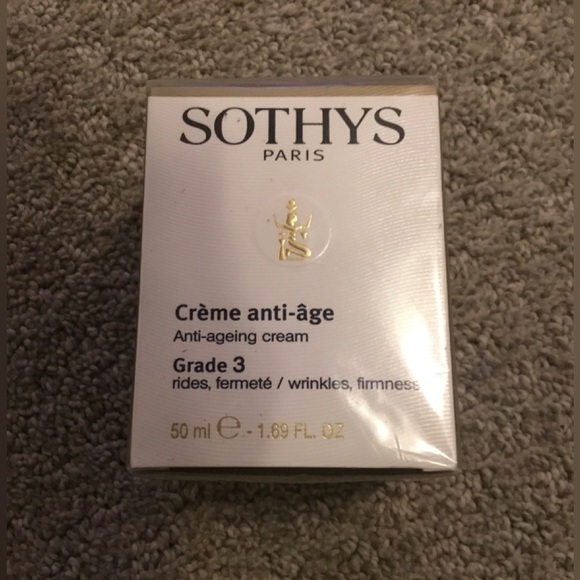 SOTHYS
PARIS
Crème anti-âge
Anti-ageing cream
Grade 3
rides, fermeté / wrinkles, firmness
50 ml ℮ - 1.69 FL. OZ